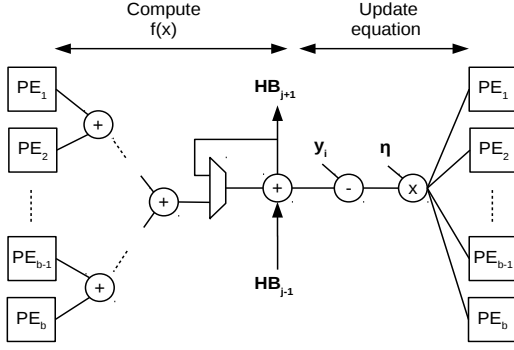 Compute
f(x)
Update
equation
PE1
PE2
PEb-1
PEb
+
+
+
HBj+1
+
HBj-1
yi
-
η
x
PE1
PE2
PEb-1
PEb